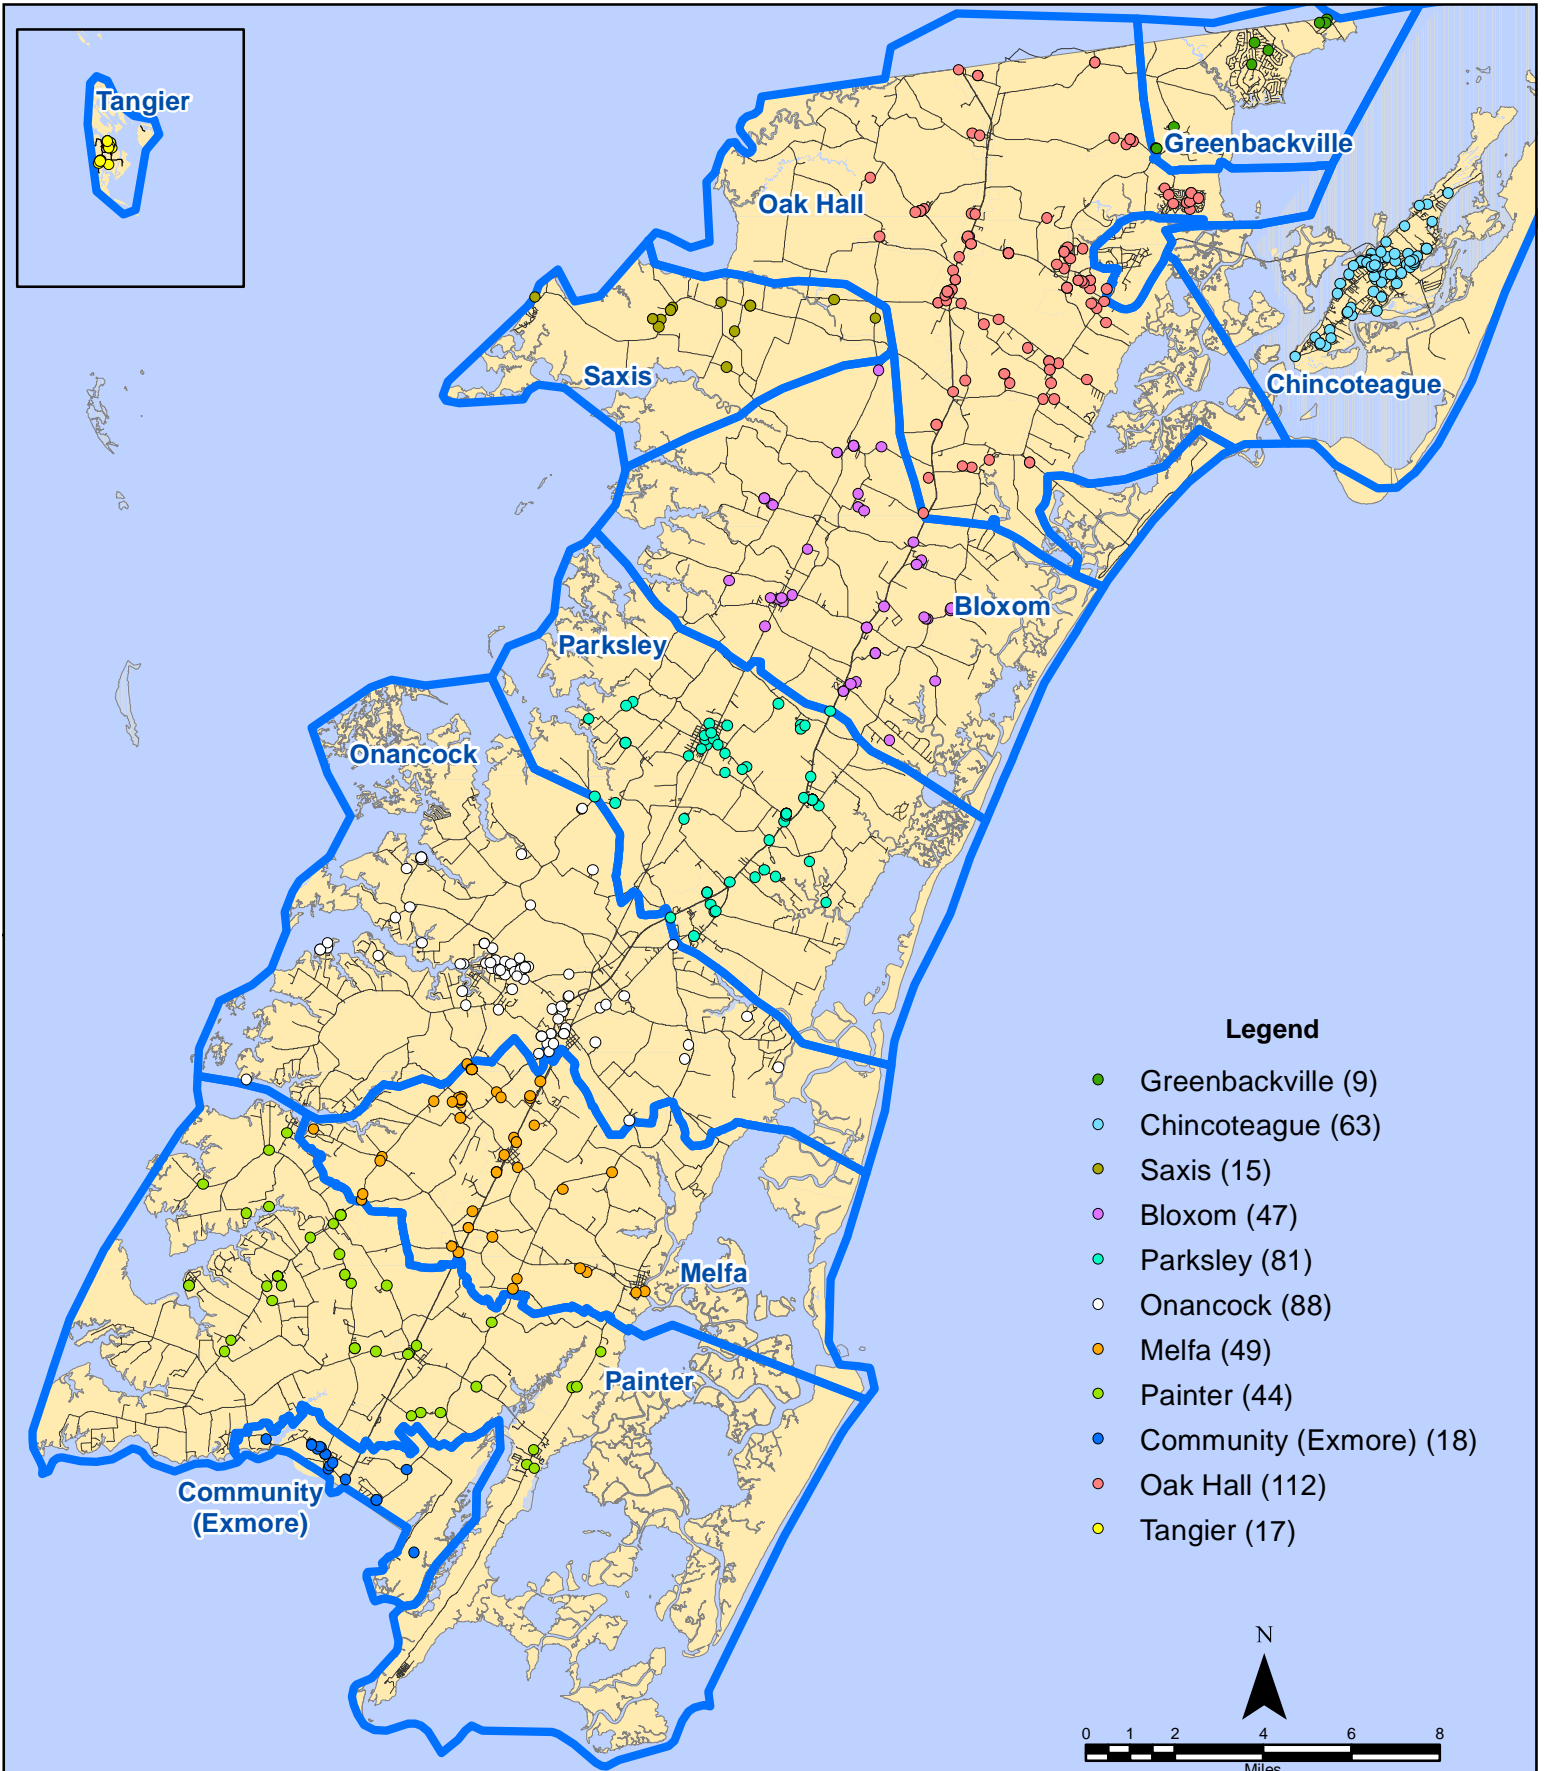 Tangier
Greenbackville
Oak Hall
Chincoteague
Saxis
Bloxom
Parksley
Onancock
Melfa
Painter
Community
(Exmore)
Legend
Greenbackville (9)
Chincoteague (63)
Saxis (15)
Bloxom (47)
Parksley (81)
Onancock (88)
Melfa (49)
Painter (44)
Community (Exmore) (18)
Oak Hall (112)
Tangier (17)
N
0 1 2 4 6 8
Miles